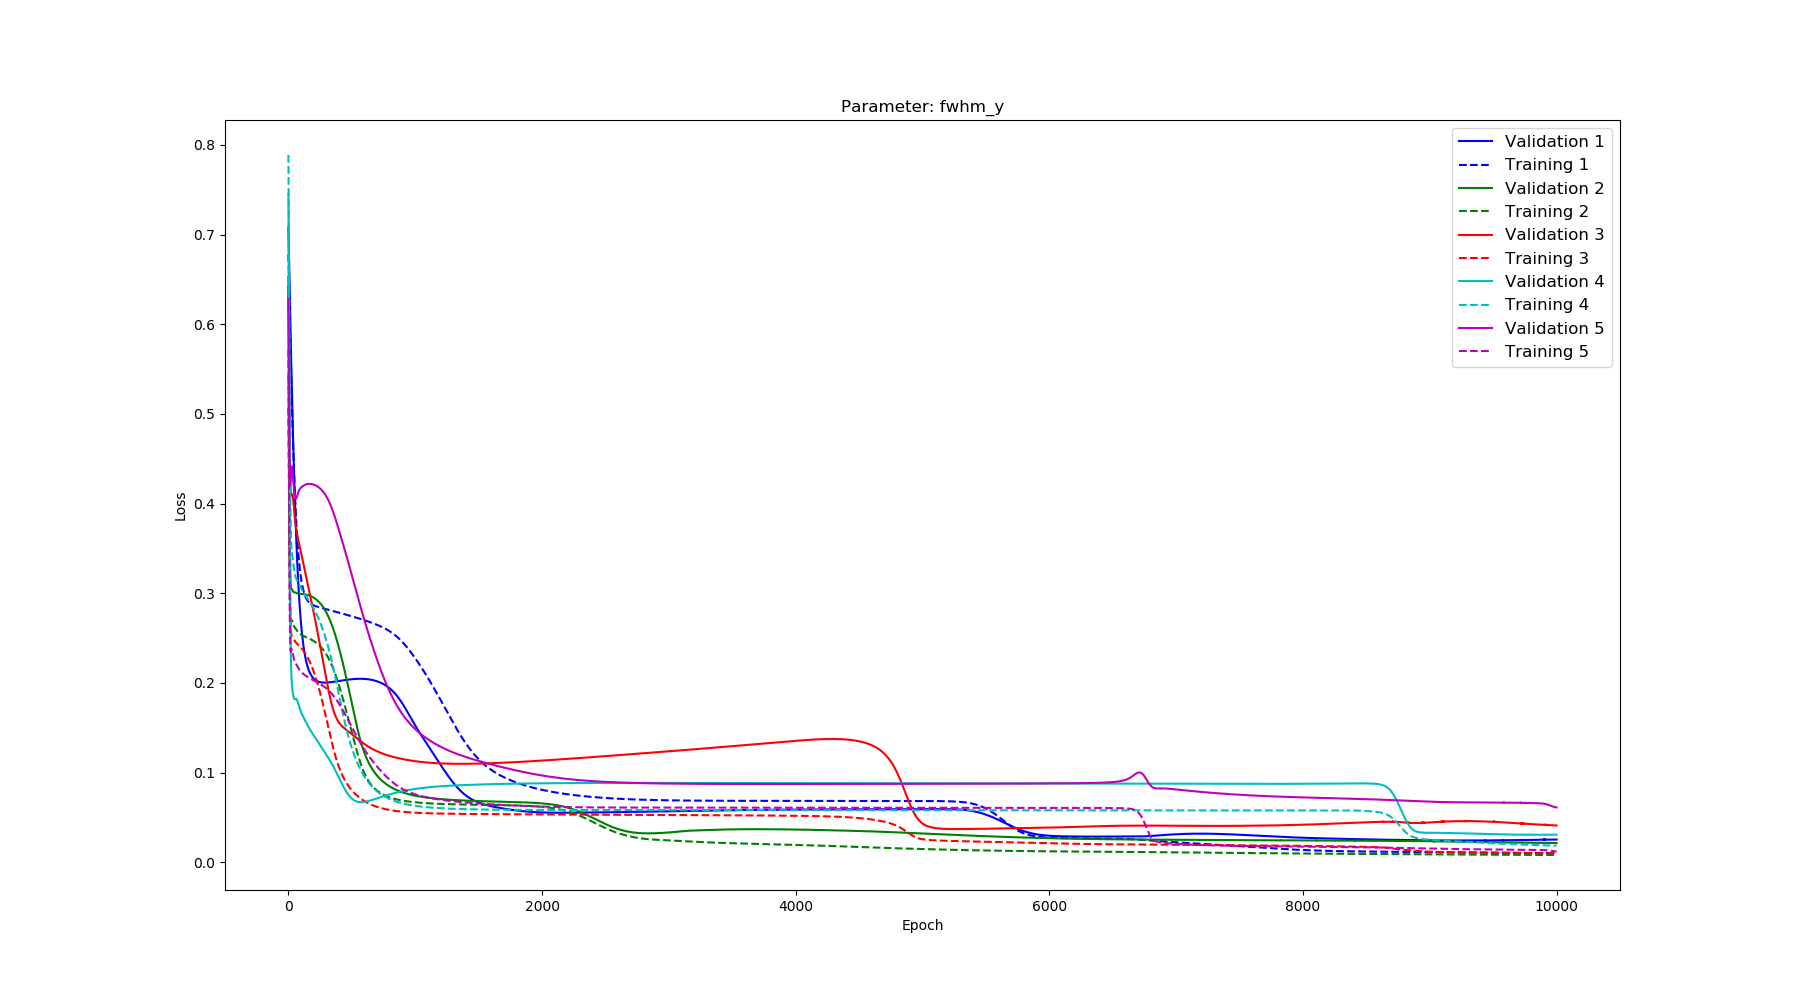 Parameter: fwhm_y
0.8
0.7
0.6
0.5
0.4
0.3
0.2
0.1
0.0
Loss
Validation 1
Training 1
Validation 2
Training 2
Validation 3
Training 3
Validation 4
Training 4
Validation 5
Training 5
0 2000 4000 6000 8000 10000
Epoch